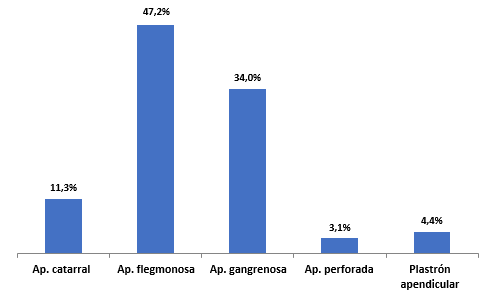 47,2%
34,0%
11,3%
3,1%
4,4%
Ap. catarral
Ap. flegmonosa
Ap. gangrenosa
Ap. perforada
Plastrón
apendicular